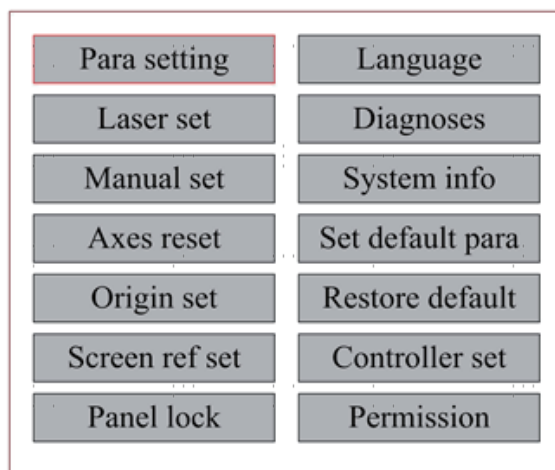 Para setting
Language
Laser set
Diagnoses
Manual set
System info
Axes reset
Set default para
Origin set
Restore default
Screen ref set
Controller set
Panel lock
Permission